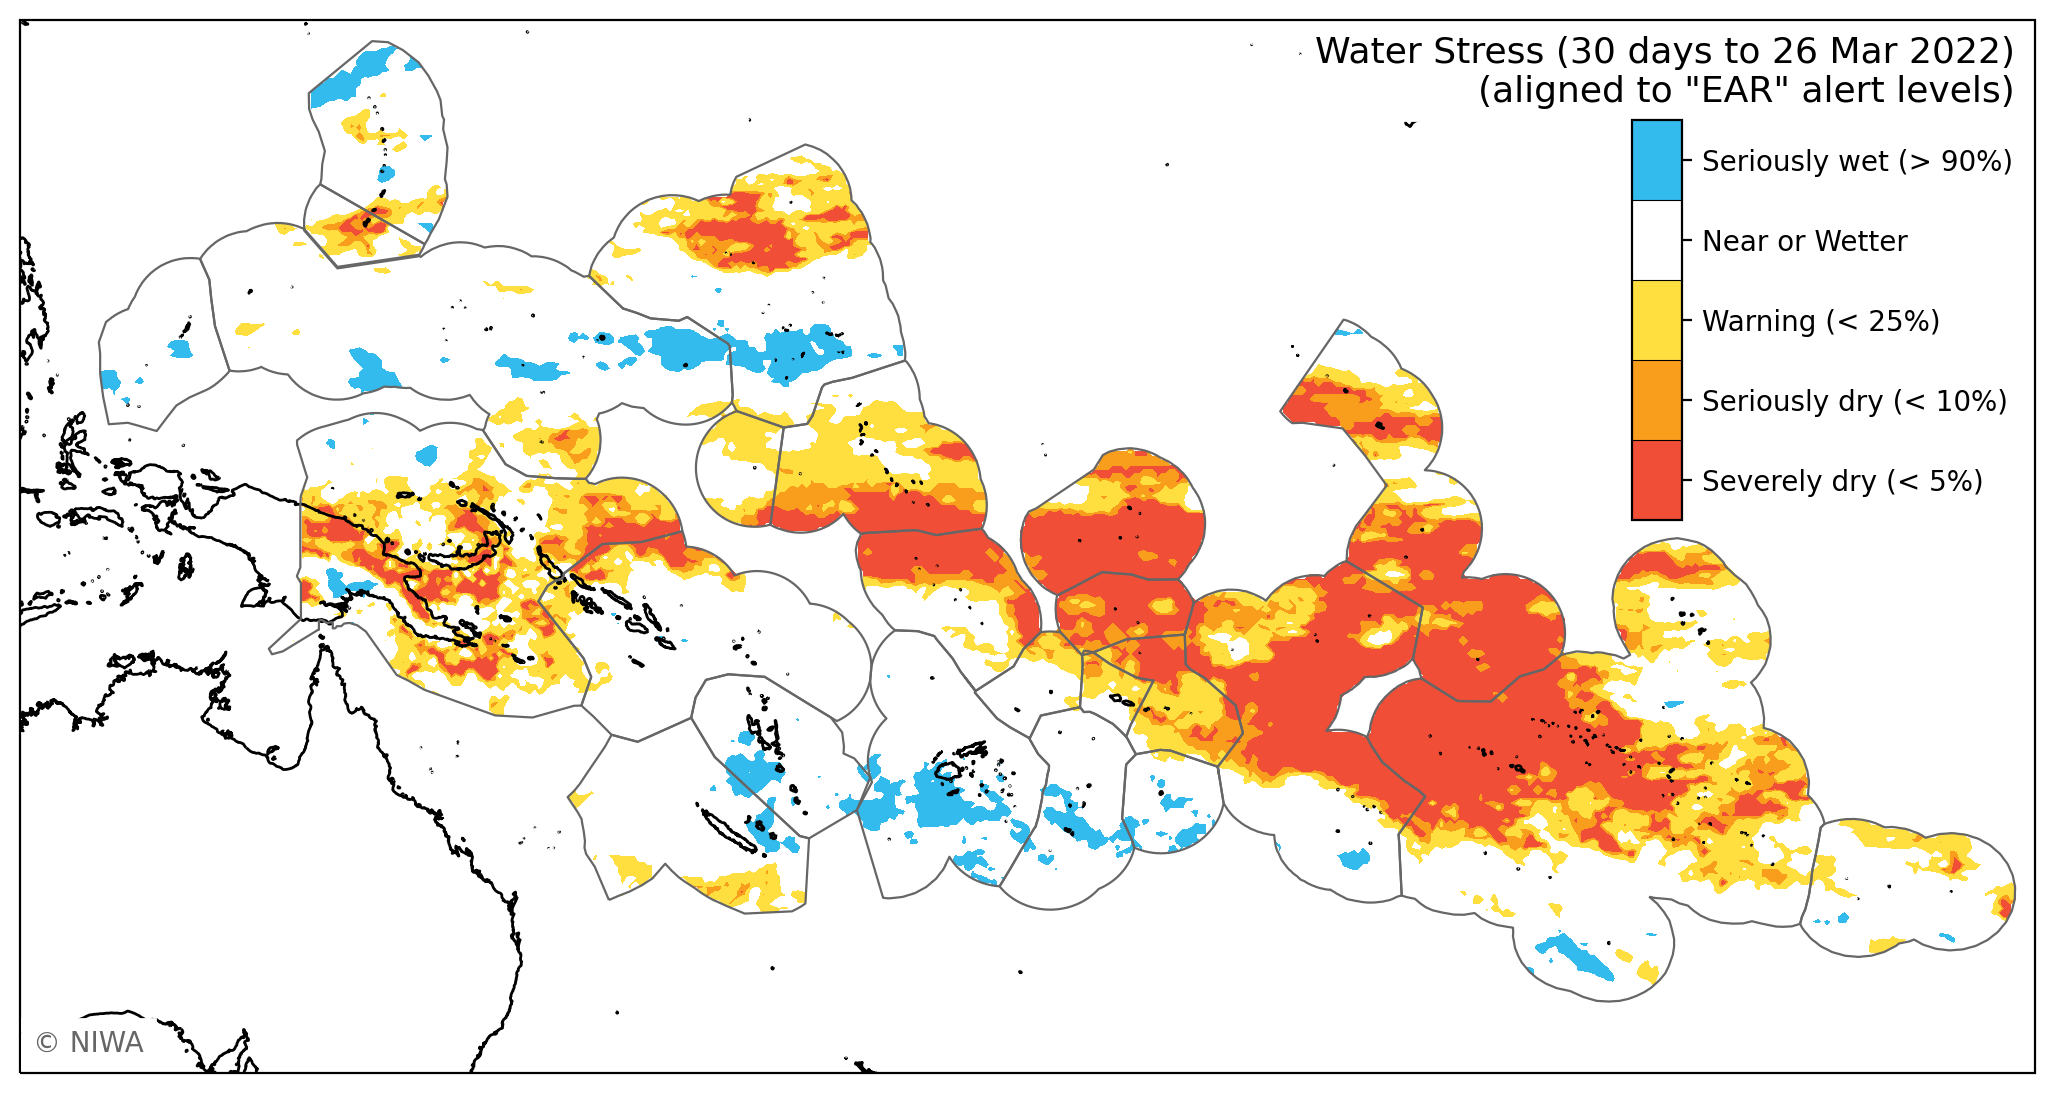 Water Stress (30 days to 26 Mar 2022)
(aligned to "EAR" alert levels)
Seriously wet (> 90%)
Near or Wetter
Warning (< 25%)
Seriously dry (< 10%)
Severely dry (< 5%)
© NIWA